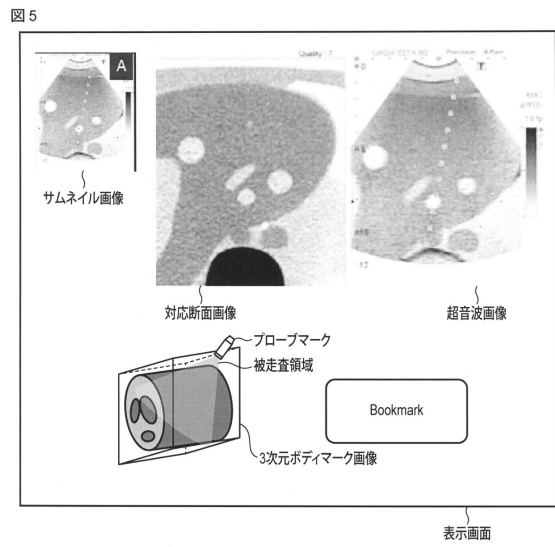 図5
A
Quality : 7
Precision A Pure
T
サムネイル画像
対応断面画像
超音波画像
プローブマーク
被走査領域
Bookmark
3次元ボディマーク画像
表示画面